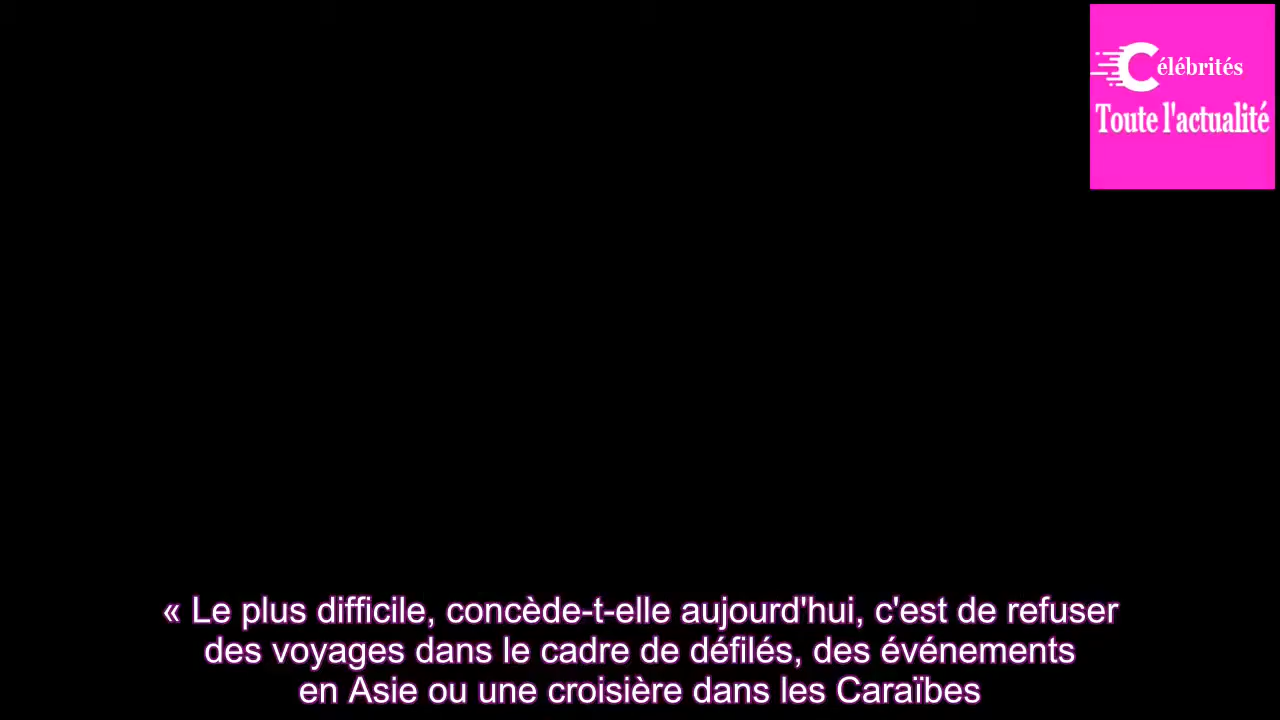 Célébrités
Toute l'actualité
« Le plus difficile, concède-t-elle aujourd'hui, c'est de refuser
des voyages dans le cadre de défilés, des événements
en Asie ou une croisière dans les Caraïbes